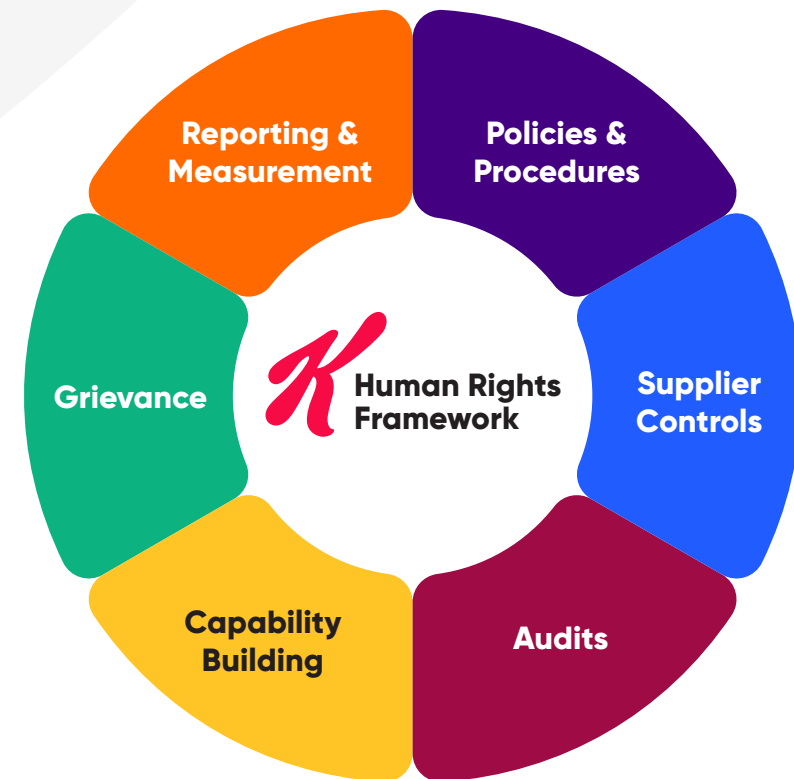 Reporting &
Measurement
Policies &
Procedures
Grievance
K Human Rights
Framework
Supplier
Controls
Capability
Building
Audits